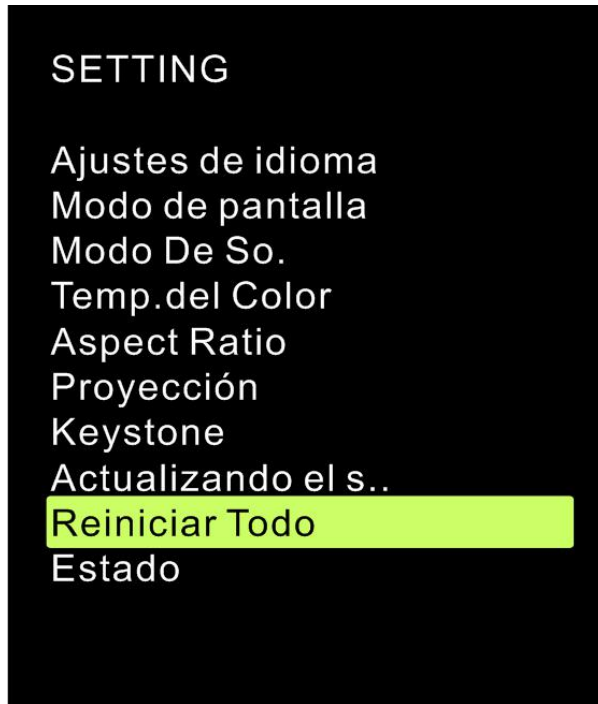 SETTING
Ajustes de idioma
Modo de pantalla
Modo De So.
Temp.del Color
Aspect Ratio
Proyección
Keystone
Actualizando el s..
Reiniciar Todo
Estado